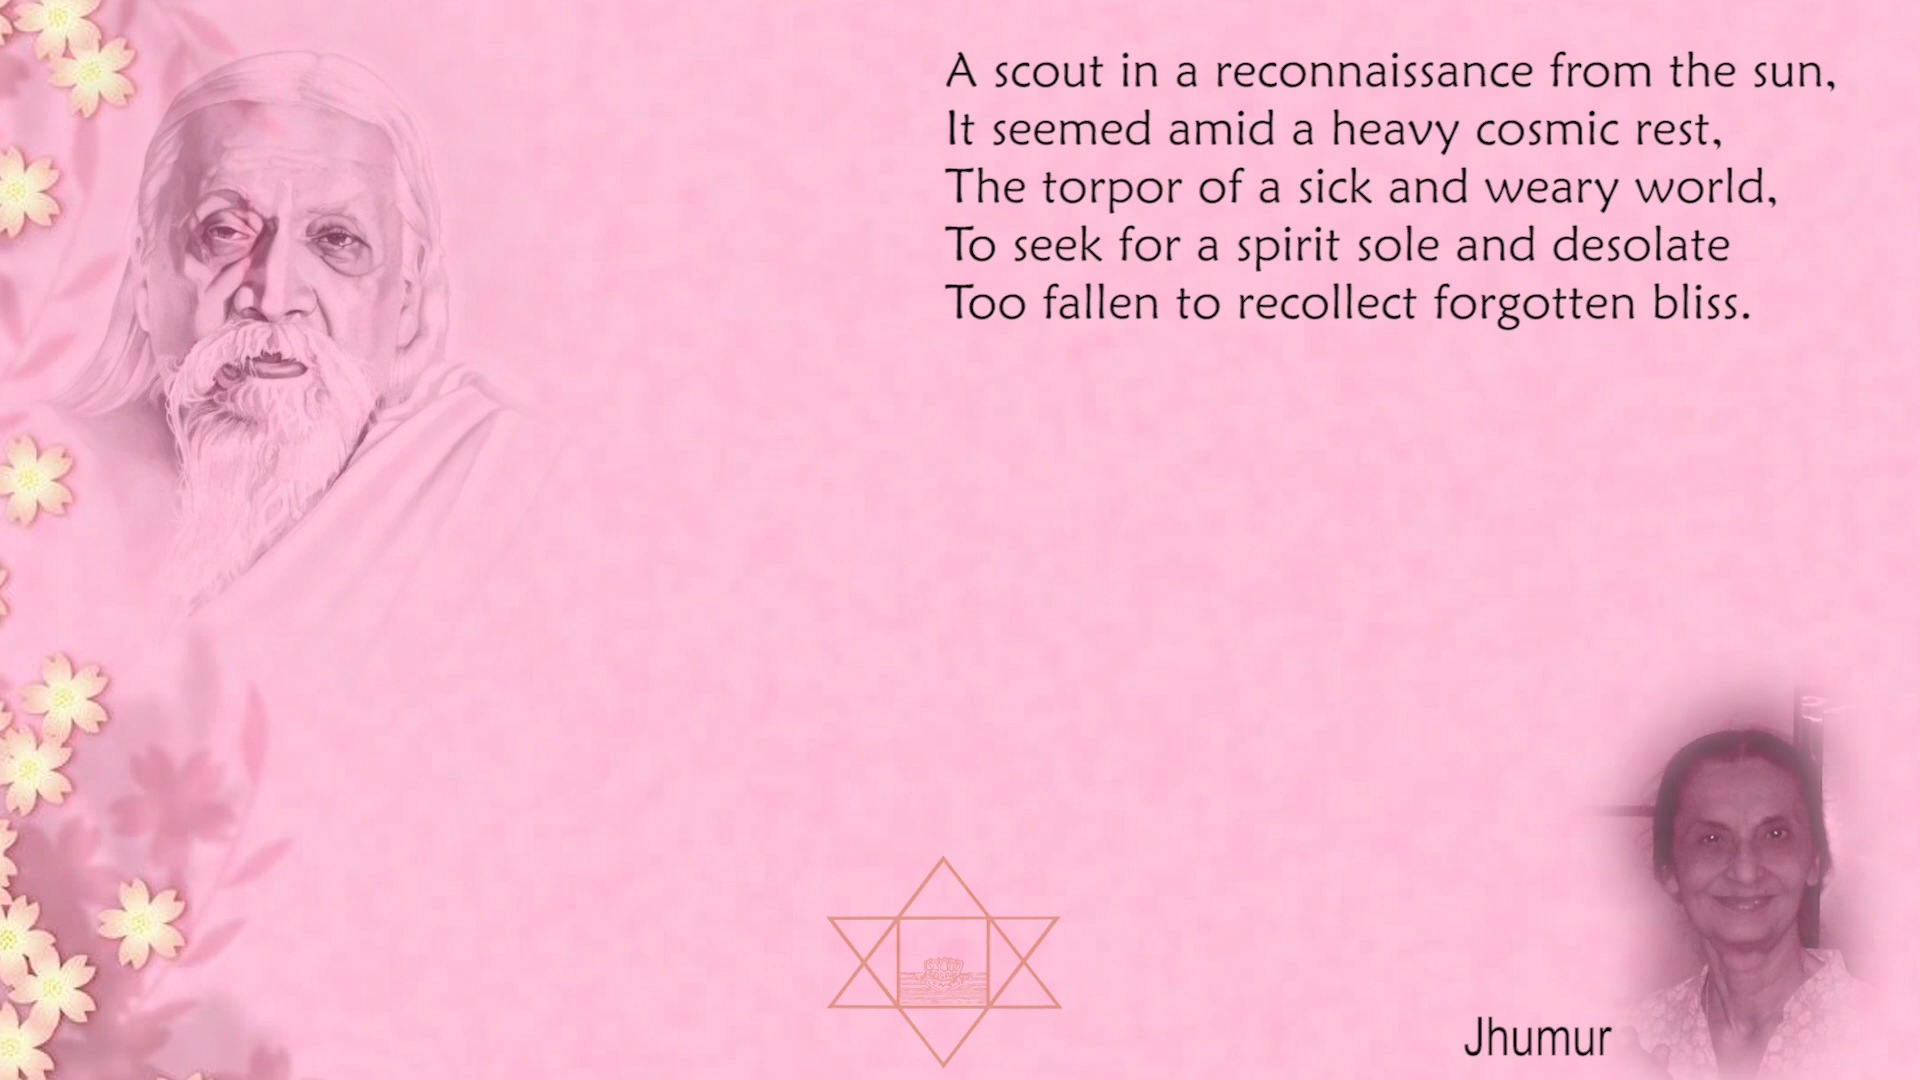 A scout in a reconnaissance from the sun,
It seemed amid a heavy cosmic rest,
The torpor of a sick and weary world,
To seek for a spirit sole and desolate
Too fallen to recollect forgotten bliss.
Jhumur